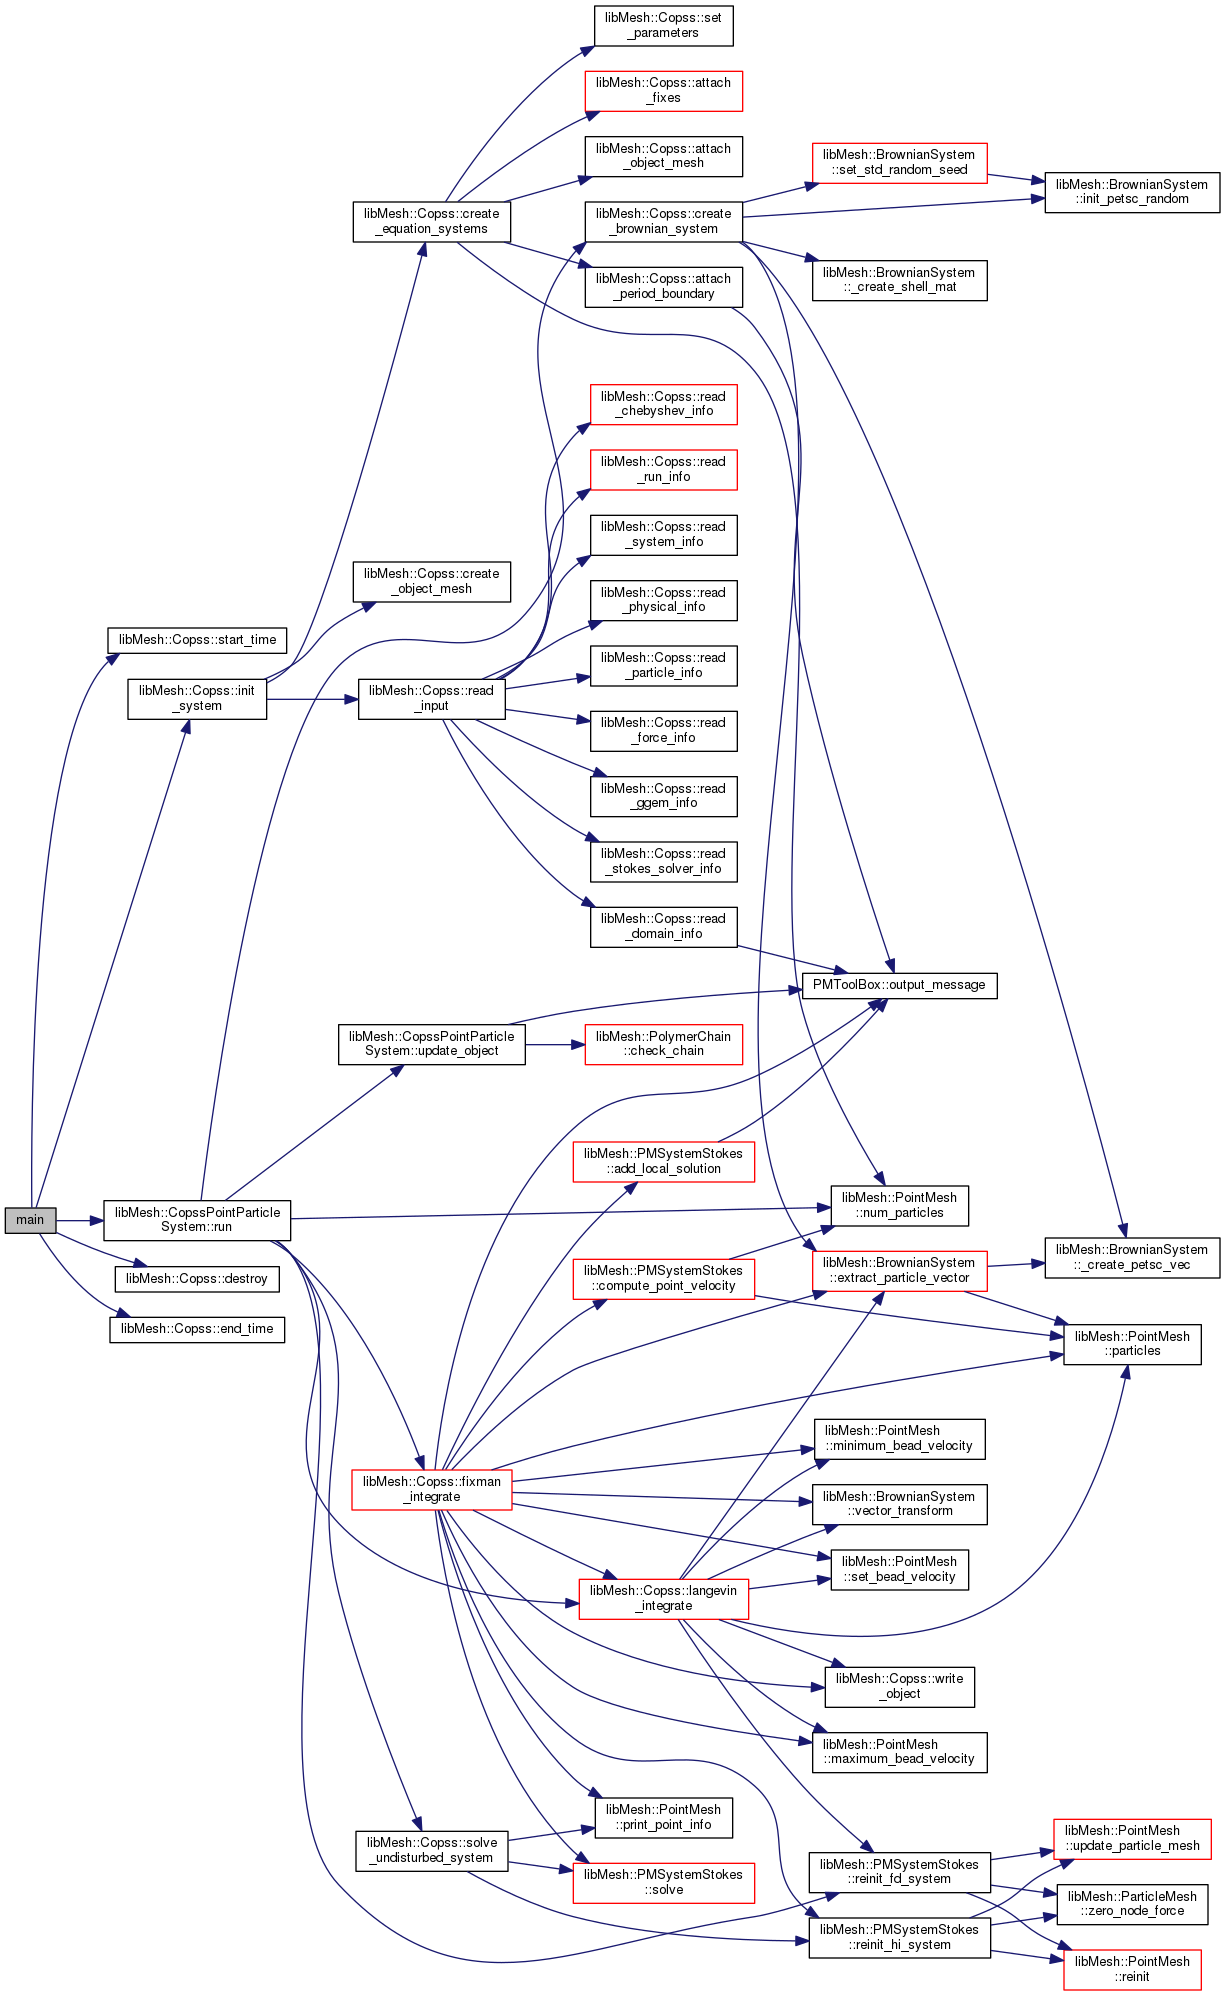 libMesh::Copss::set
_parameters
libMesh::Copss::attach
_fixes
libMesh::Copss::attach
_object_mesh
libMesh::BrownianSystem
::set_std_random_seed
libMesh::BrownianSystem
::init_petsc_random
libMesh::Copss::create
_equation_systems
libMesh::Copss::create
_brownian_system
libMesh::BrownianSystem
::_create_shell_mat
libMesh::Copss::attach
_period_boundary
libMesh::Copss::read
_chebyshev_info
libMesh::Copss::read
_run_info
libMesh::Copss::read
_system_info
libMesh::Copss::create
_object_mesh
libMesh::Copss::read
_physical_info
libMesh::Copss::start_time
libMesh::Copss::read
_particle_info
libMesh::Copss::init
_system
libMesh::Copss::read
_input
libMesh::Copss::read
_force_info
libMesh::Copss::read
_ggem_info
libMesh::Copss::read
_stokes_solver_info
libMesh::Copss::read
_domain_info
PMToolBox::output_message
libMesh::CopssPointParticle
System::update_object
libMesh::PolymerChain
::check_chain
libMesh::PMSystemStokes
::add_local_solution
libMesh::PointMesh
::num_particles
main
libMesh::CopssPointParticle
System::run
libMesh::BrownianSystem
::_create_petsc_vec
libMesh::Copss::destroy
libMesh::PMSystemStokes
::compute_point_velocity
libMesh::BrownianSystem
::extract_particle_vector
libMesh::Copss::end_time
libMesh::PointMesh
::particles
libMesh::PointMesh
::minimum_bead_velocity
libMesh::Copss::fixman
_integrate
libMesh::BrownianSystem
::vector_transform
libMesh::PointMesh
::set_bead_velocity
libMesh::Copss::langevin
_integrate
libMesh::Copss::write
_object
libMesh::PointMesh
::maximum_bead_velocity
libMesh::PointMesh
::print_point_info
libMesh::PointMesh
::update_particle_mesh
libMesh::Copss::solve
_undisturbed_system
libMesh::PMSystemStokes
::solve
libMesh::PMSystemStokes
::reinit_fd_system
libMesh::ParticleMesh
::zero_node_force
libMesh::PMSystemStokes
::reinit_hi_system
libMesh::PointMesh
::reinit